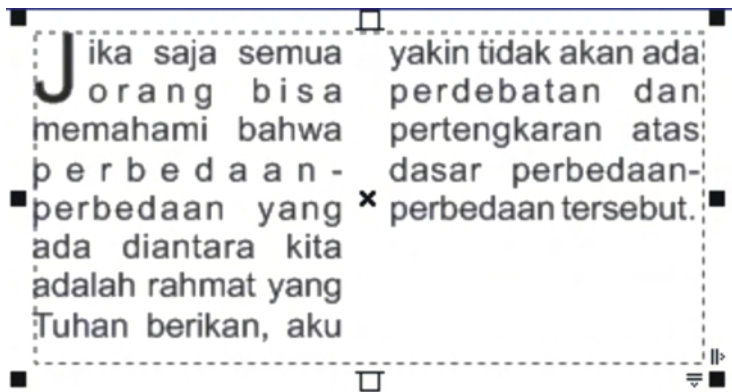 Jika saja semua
orang bisa
memahami bahwa
perbedaan-
perbedaan yang
ada diantara kita
adalah rahmat yang
Tuhan berikan, aku
yakin tidak akan ada
perdebatan dan
pertengkaran atas
dasar perbedaan-
perbedaan tersebut.